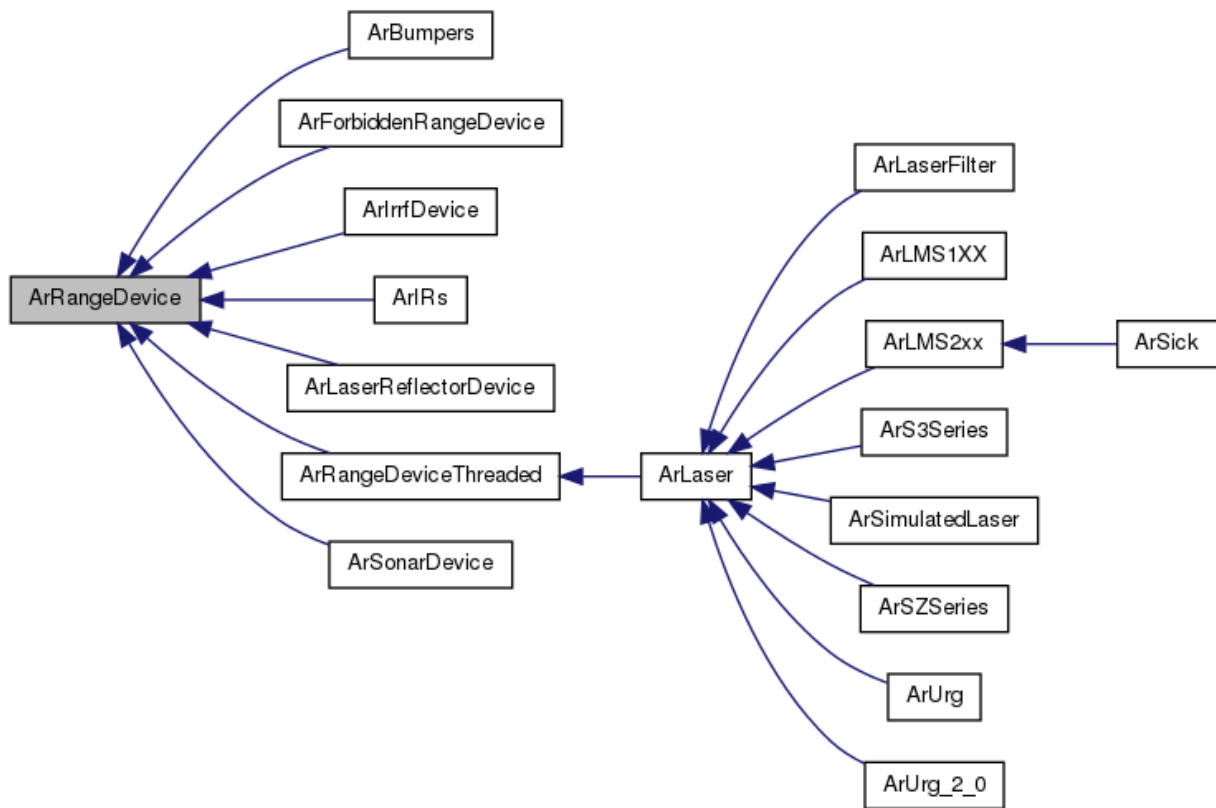 ArBumpers
ArForbiddenRangeDevice
ArIrrfDevice
ArRangeDevice
ArIRs
ArLaserReflectorDevice
ArRangeDeviceThreaded
ArSonarDevice
ArLaser
ArLaserFilter
ArLMS1XX
ArLMS2xx
ArSick
ArS3Series
ArSimulatedLaser
ArSZSeries
ArUrg
ArUrg_2_0